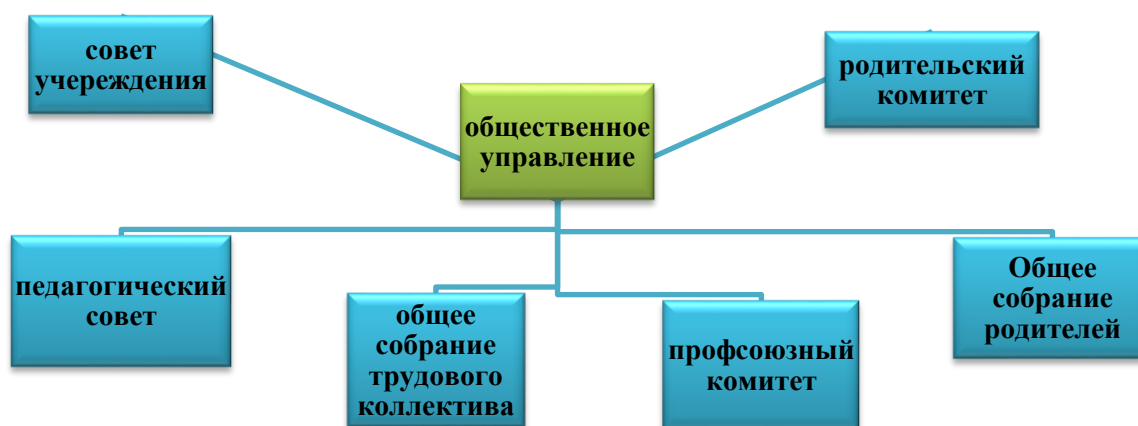 совет
учереждения
родительский
комитет
общественное
управление
педагогический
совет
общее
собрание
трудового
коллектива
профсоюзный
комитет
Общее
собрание
родителей